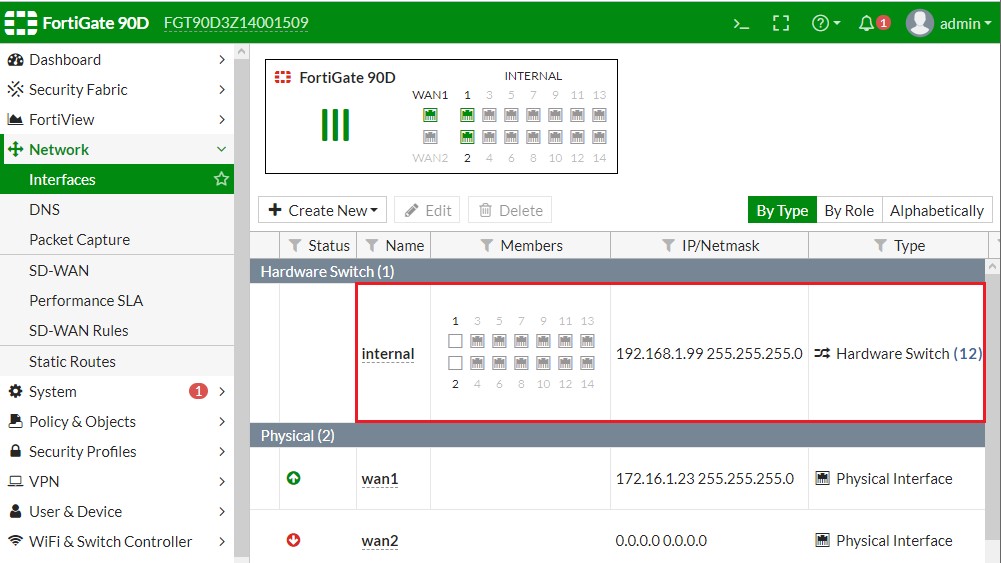 FortiGate 90D FGT90D3Z14001509 >_ 1 admin
Dashboard
Security Fabric
FortiView
Network
Interfaces
DNS
Packet Capture
SD-WAN
Performance SLA
SD-WAN Rules
Static Routes
System 1
Policy & Objects
Security Profiles
VPN
User & Device
WiFi & Switch Controller
FortiGate 90D
INTERNAL
WAN1 1 3 5 7 9 11 13
WAN2 2 4 6 8 10 12 14
Create New Edit Delete By Type By Role Alphabetically
Status Name Members IP/Netmask Type
Hardware Switch (1)
1 3 5 7 9 11 13
internal 192.168.1.99 255.255.255.0 Hardware Switch (12)
2 4 6 8 10 12 14
Physical (2)
wan1 172.16.1.23 255.255.255.0 Physical Interface
wan2 0.0.0.0 0.0.0.0 Physical Interface